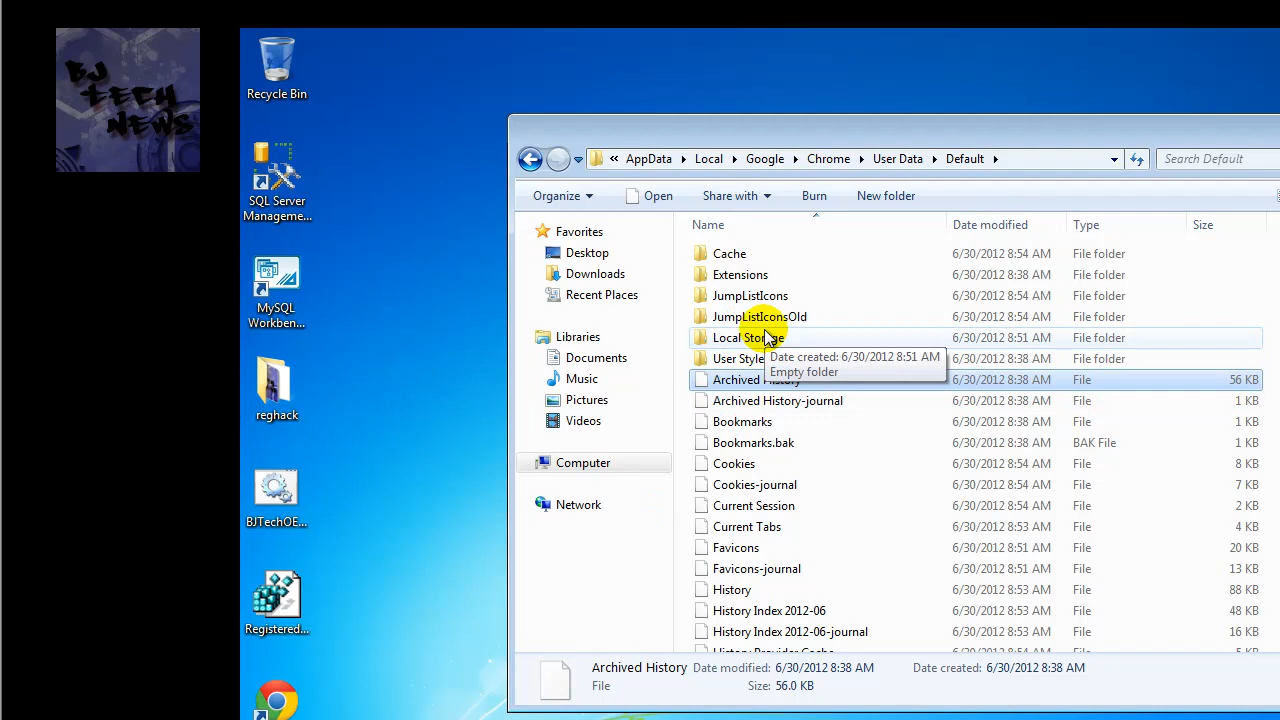 BJ
TECH
NEWS
Recycle Bin
SQL Server
Manageme...
MySQL
Workben...
reghack
BJTechOE...
Registered...
« AppData Local Google Chrome User Data Default Search Default
Organize Open Share with Burn New folder
Favorites
Desktop
Downloads
Recent Places
Libraries
Documents
Music
Pictures
Videos
Computer
Network
Name Date modified Type Size
Cache 6/30/2012 8:54 AM File folder
Extensions 6/30/2012 8:38 AM File folder
JumpListIcons 6/30/2012 8:54 AM File folder
JumpListIconsOld 6/30/2012 8:54 AM File folder
Local Storage 6/30/2012 8:51 AM File folder
User Style 6/30/2012 8:38 AM File folder
Date created: 6/30/2012 8:51 AM
Empty folder
Archived History 6/30/2012 8:38 AM File 56 KB
Archived History-journal 6/30/2012 8:38 AM File 1 KB
Bookmarks 6/30/2012 8:38 AM File 1 KB
Bookmarks.bak 6/30/2012 8:38 AM BAK File 1 KB
Cookies 6/30/2012 8:54 AM File 8 KB
Cookies-journal 6/30/2012 8:54 AM File 7 KB
Current Session 6/30/2012 8:54 AM File 2 KB
Current Tabs 6/30/2012 8:53 AM File 4 KB
Favicons 6/30/2012 8:51 AM File 20 KB
Favicons-journal 6/30/2012 8:51 AM File 13 KB
History 6/30/2012 8:53 AM File 88 KB
History Index 2012-06 6/30/2012 8:53 AM File 48 KB
History Index 2012-06-journal 6/30/2012 8:53 AM File 16 KB
Archived History Date modified: 6/30/2012 8:38 AM Date created: 6/30/2012 8:38 AM
File Size: 56.0 KB